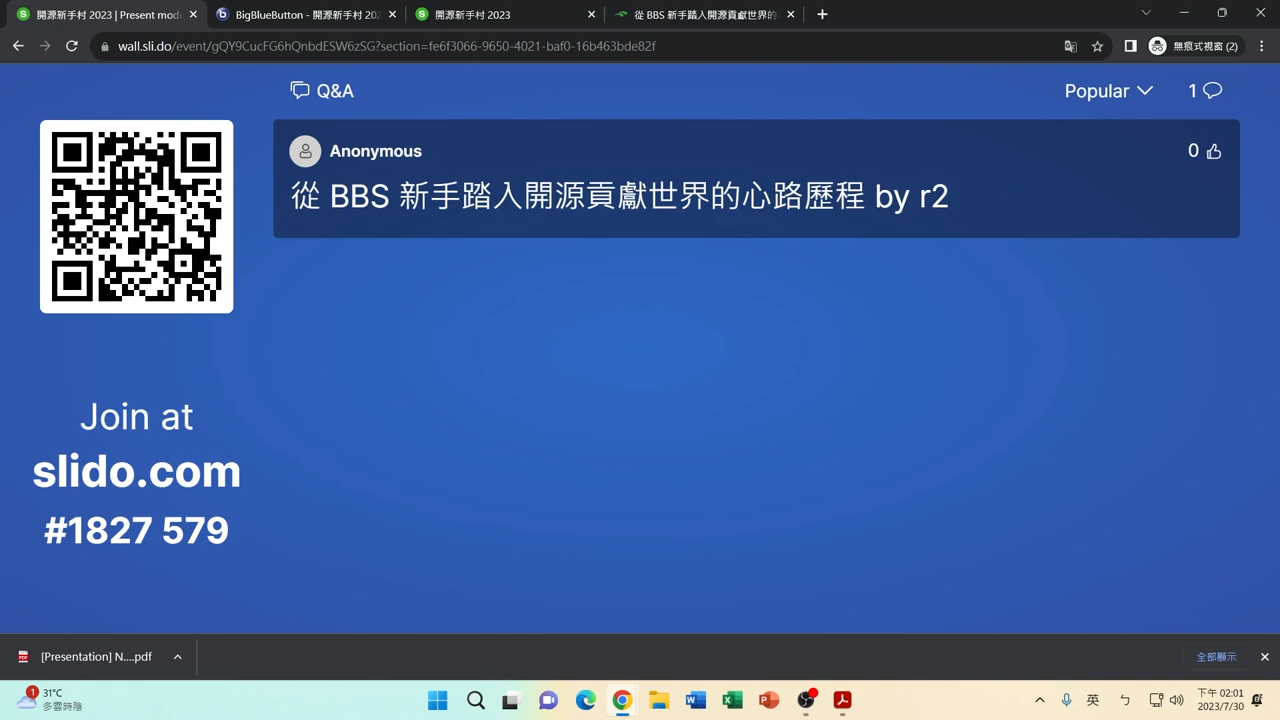 開源新手村 2023 | Present mod
BigBlueButton - 開源新手村 202
開源新手村 2023
從 BBS 新手踏入開源貢獻世界的
wall.sli.do/event/gQY9CucFG6hQnbdESW6zSG?section=fe6fb066-9650-4021-baf0-16b463bde82f
無痕式視窗 (2)
Q&A
Popular
1
Anonymous
0
從 BBS 新手踏入開源貢獻世界的心路歷程 by r2
Join at
slido.com
#1827 579
[Presentation] N....pdf
全部顯示
1
31°C
多雲時陰
英
ㄅ
下午 02:01
2023/7/30